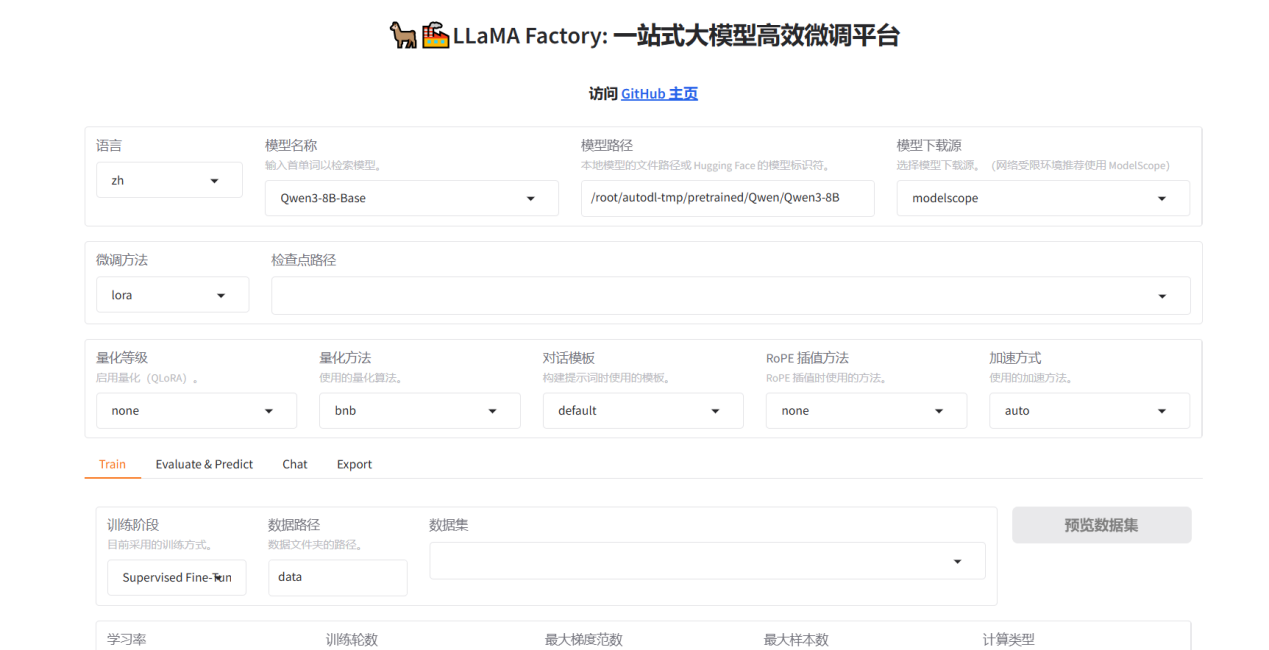 LLaMA Factory: 一站式大模型高效微调平台
访问 GitHub 主页
语言
模型名称
模型路径
模型下载源
输入首单词以检索模型。
本地模型的文件路径或 Hugging Face 的模型标识符。
选择模型下载源。（网络受限环境推荐使用 ModelScope）
zh
Qwen3-8B-Base
/root/autodl-tmp/pretrained/Qwen/Qwen3-8B
modelscope
微调方法
检查点路径
lora
量化等级
量化方法
对话模板
RoPE 插值方法
加速方式
启用量化（QLoRA）。
使用的量化算法。
构建提示词时使用的模板。
RoPE 插值时使用的方法。
使用的加速方法。
none
bnb
default
none
auto
Train
Evaluate & Predict
Chat
Export
训练阶段
数据路径
数据集
预览数据集
目前采用的训练方式。
数据文件夹的路径。
Supervised Fine-Tun
data
学习率
训练轮数
最大梯度范数
最大样本数
计算类型